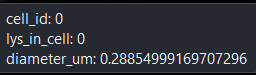 cell_id: 0
lys_in_cell: 0
diameter_um: 0.28854999169707296